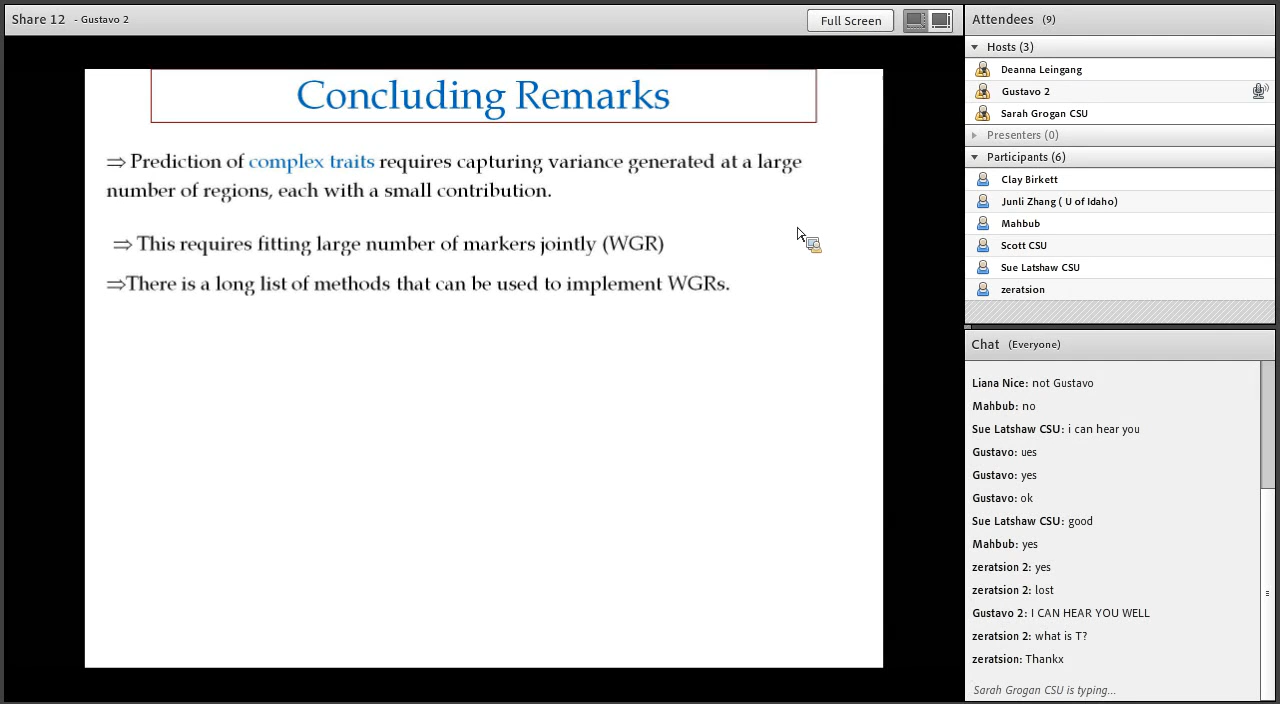 Share 12 - Gustavo 2
Full Screen
Concluding Remarks
⇒ Prediction of complex traits requires capturing variance generated at a large
number of regions, each with a small contribution.
⇒ This requires fitting large number of markers jointly (WGR)
⇒There is a long list of methods that can be used to implement WGRs.
Attendees (9)
Hosts (3)
Deanna Leingang
Gustavo 2
Sarah Grogan CSU
Presenters (0)
Participants (6)
Clay Birkett
Junli Zhang ( U of Idaho)
Mahbub
Scott CSU
Sue Latshaw CSU
zeratsion
Chat (Everyone)
Liana Nice: not Gustavo
Mahbub: no
Sue Latshaw CSU: i can hear you
Gustavo: ues
Gustavo: yes
Gustavo: ok
Sue Latshaw CSU: good
Mahbub: yes
zeratsion 2: yes
zeratsion 2: lost
Gustavo 2: I CAN HEAR YOU WELL
zeratsion 2: what is T?
zeratsion: Thankx
Sarah Grogan CSU is typing...